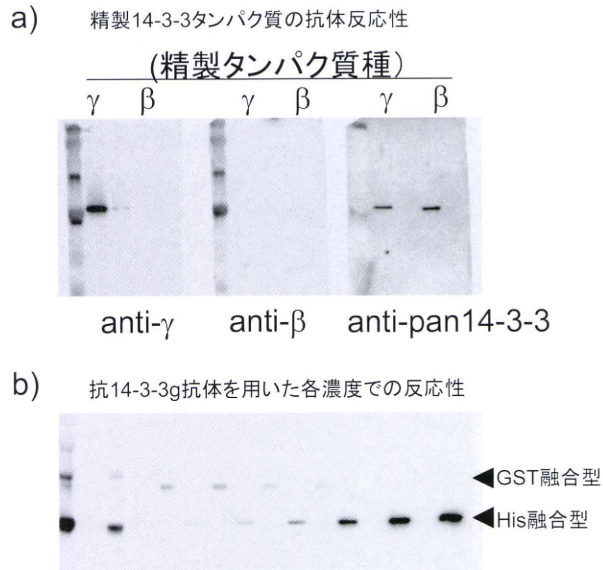 a) 精製14-3-3タンパク質の抗体反応性
(精製タンパク質種）
γ β γ β γ β
anti-γ anti-β anti-pan14-3-3
b) 抗14-3-3g抗体を用いた各濃度での反応性
◀GST融合型
◀His融合型